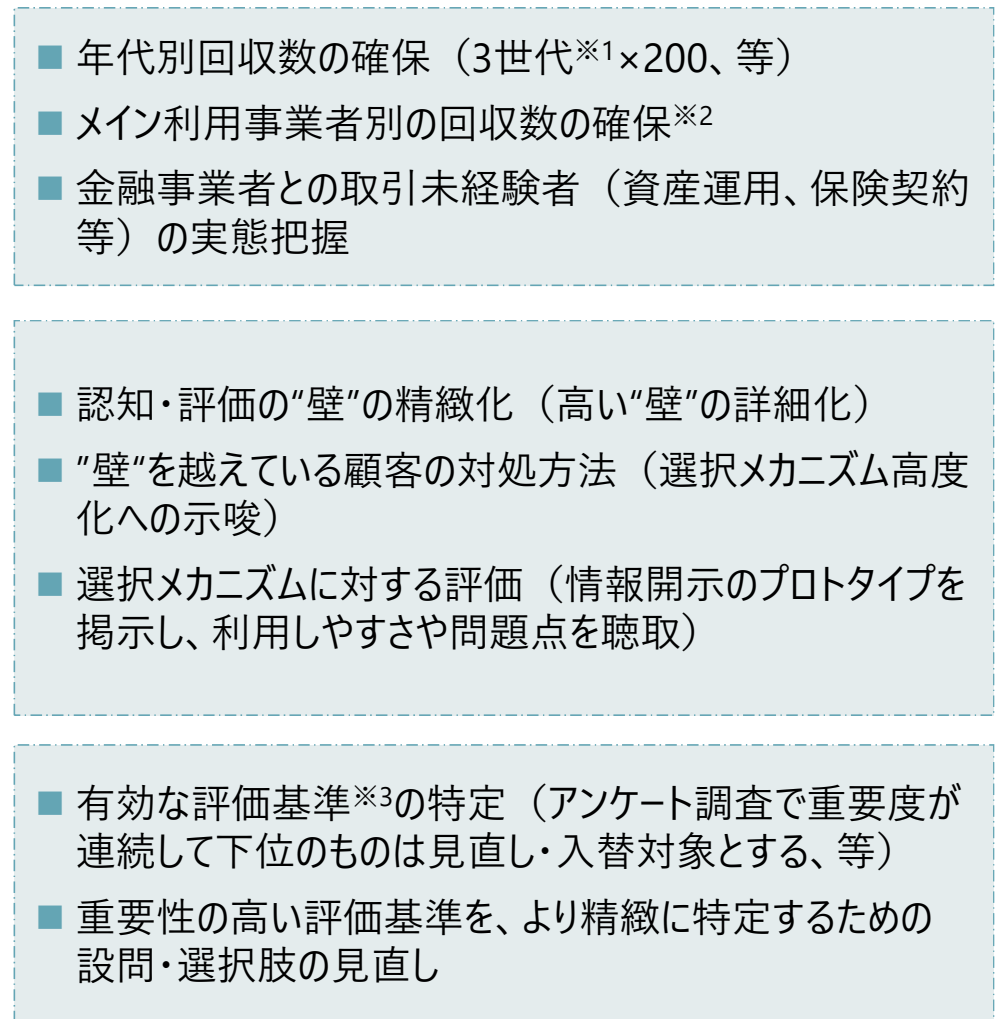 ■ 年代別回収数の確保（3世代※1×200、等）
■ メイン利用事業者別の回収数の確保※2
■ 金融事業者との取引未経験者（資産運用、保険契約
等）の実態把握
■ 認知・評価の“壁”の精緻化（高い“壁”の詳細化）
■ ”壁“を越えている顧客の対処方法（選択メカニズム高度
化への示唆）
■ 選択メカニズムに対する評価（情報開示のプロトタイプを
掲示し、利用しやすさや問題点を聴取）
■ 有効な評価基準※3の特定（アンケート調査で重要度が
連続して下位のものは見直し・入替対象とする、等）
■ 重要性の高い評価基準を、より精緻に特定するための
設問・選択肢の見直し